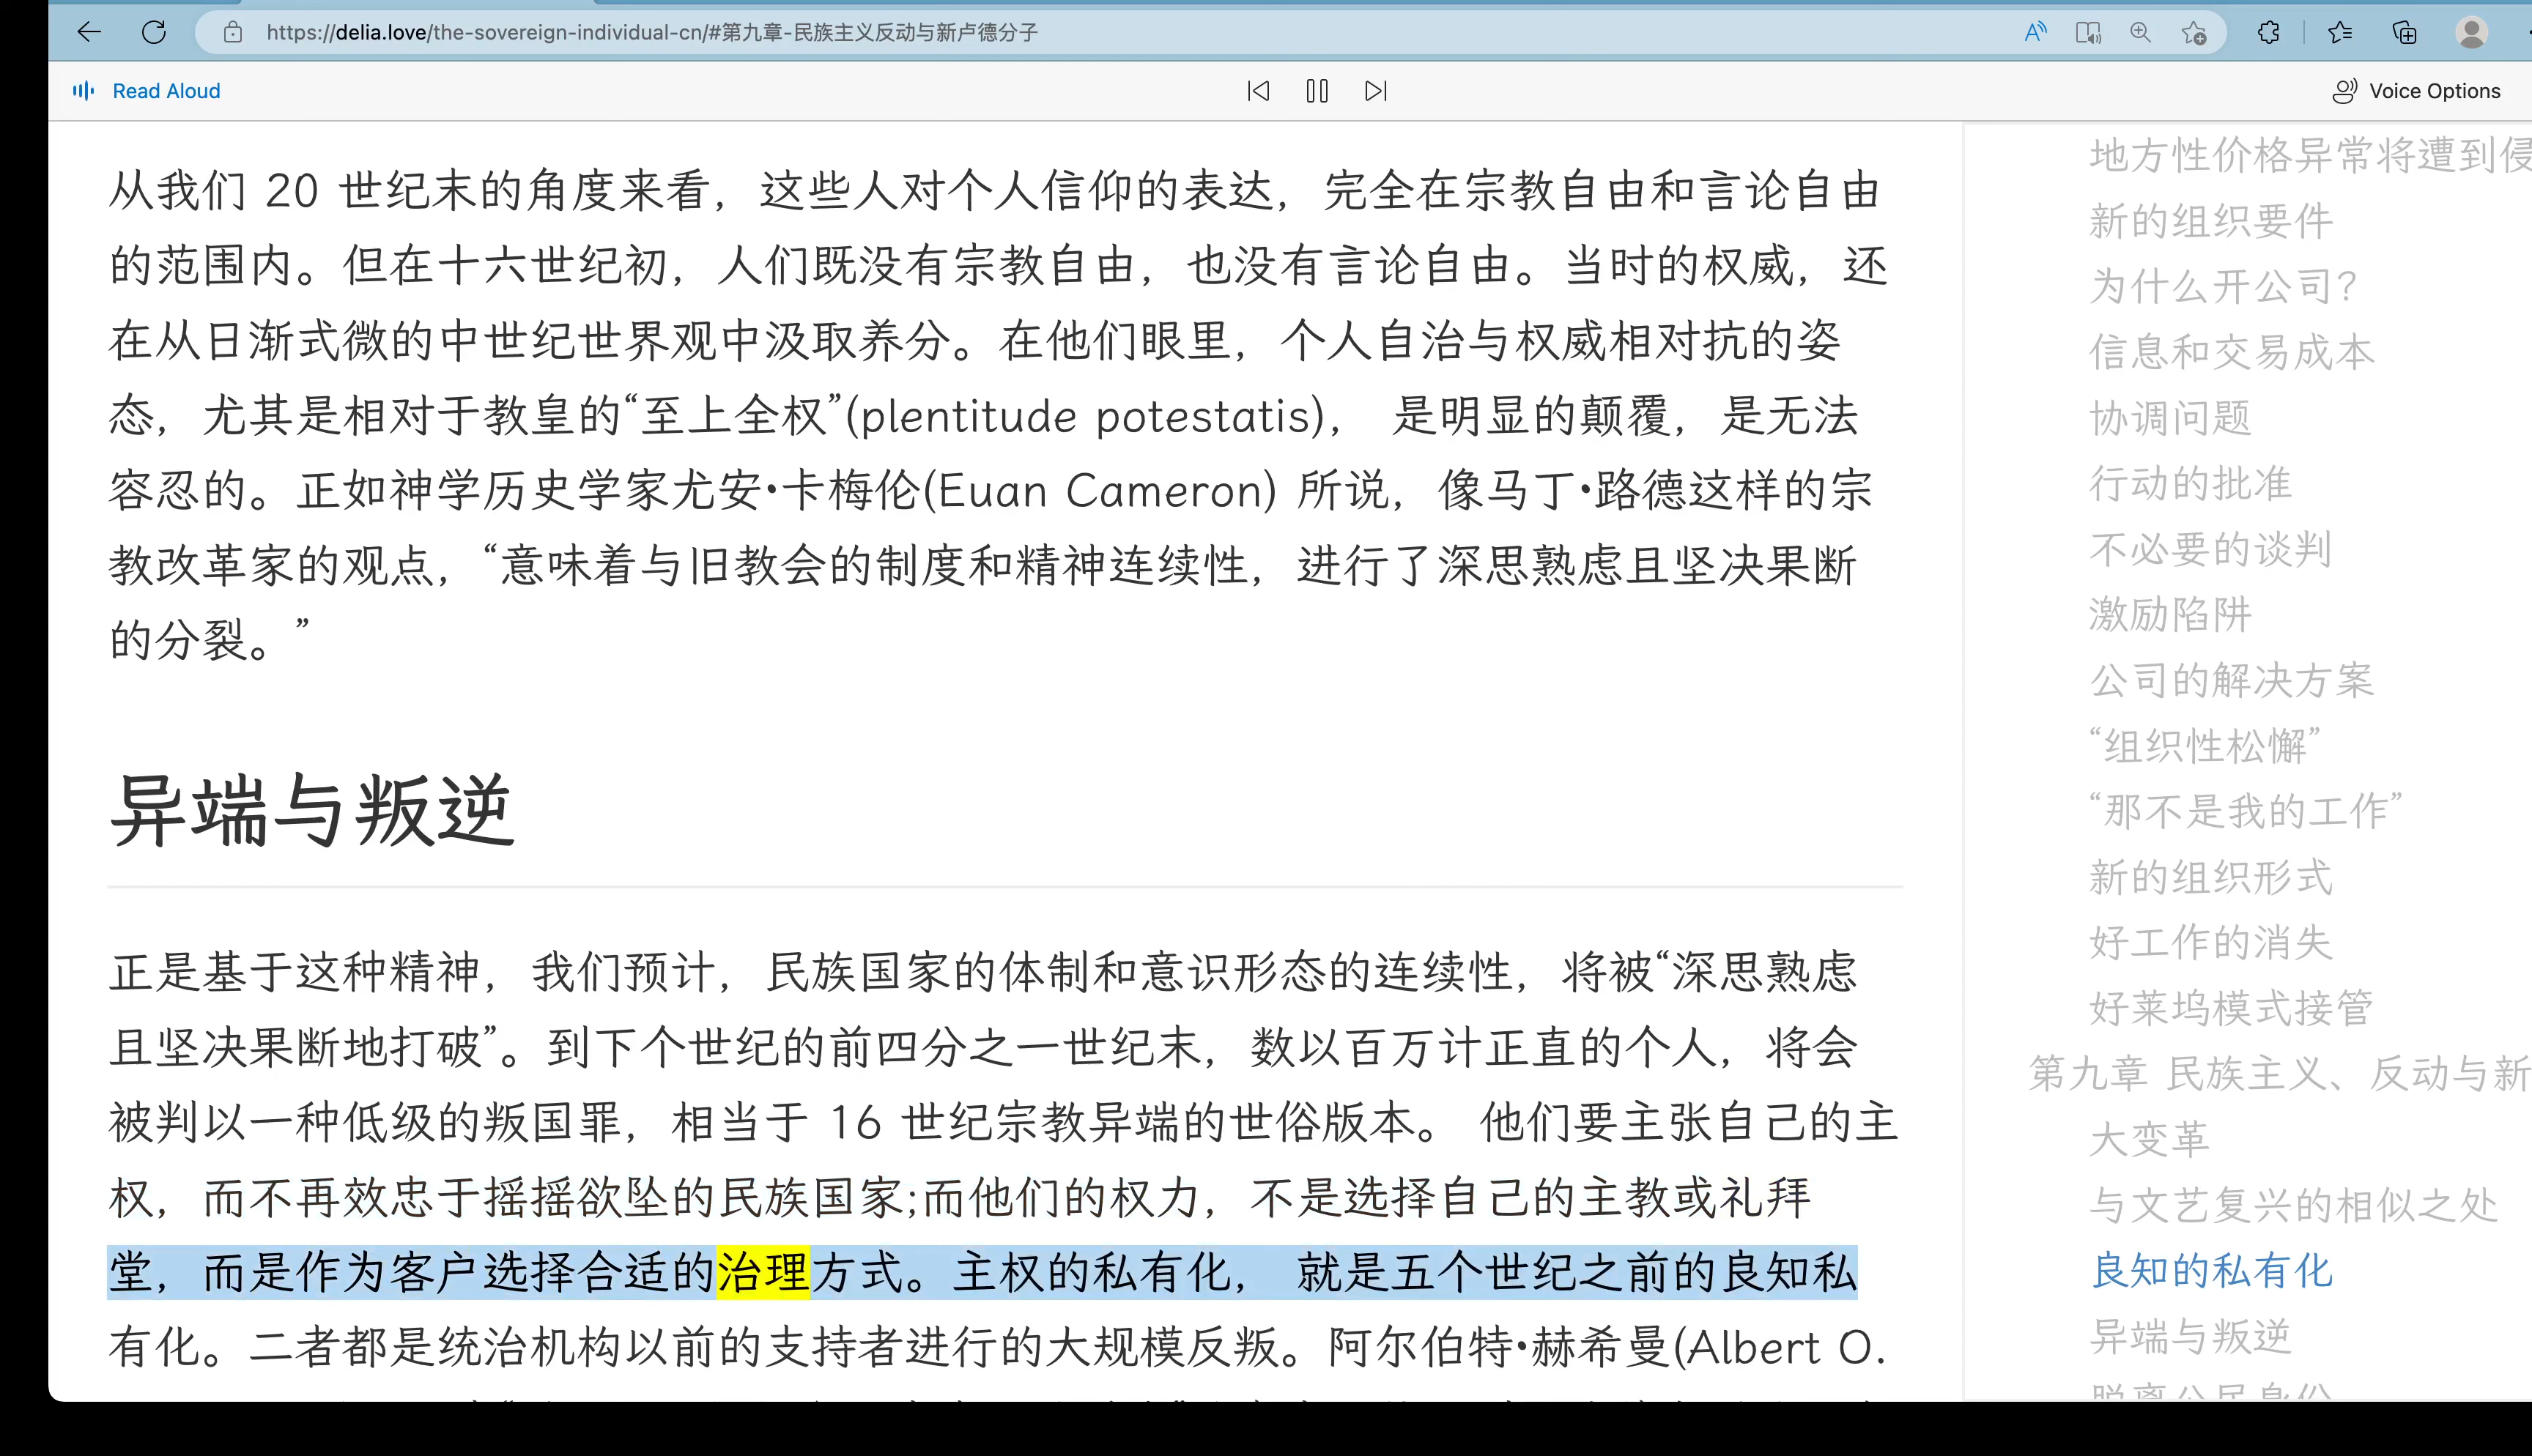 https://delia.love/the-sovereign-individual-cn/#第九章-民族主义反动与新卢德分子
Read Aloud
Voice Options
从我们 20 世纪末的角度来看，这些人对个人信仰的表达，完全在宗教自由和言论自由
的范围内。但在十六世纪初，人们既没有宗教自由，也没有言论自由。当时的权威，还
在从日渐式微的中世纪世界观中汲取养分。在他们眼里，个人自治与权威相对抗的姿
态，尤其是相对于教皇的“至上全权”(plentitude potestatis)， 是明显的颠覆，是无法
容忍的。正如神学历史学家尤安•卡梅伦(Euan Cameron) 所说，像马丁•路德这样的宗
教改革家的观点，“意味着与旧教会的制度和精神连续性，进行了深思熟虑且坚决果断
的分裂。”
异端与叛逆
正是基于这种精神，我们预计，民族国家的体制和意识形态的连续性，将被“深思熟虑
且坚决果断地打破”。到下个世纪的前四分之一世纪末，数以百万计正直的个人，将会
被判以一种低级的叛国罪，相当于 16 世纪宗教异端的世俗版本。 他们要主张自己的主
权，而不再效忠于摇摇欲坠的民族国家;而他们的权力，不是选择自己的主教或礼拜
堂，而是作为客户选择合适的治理方式。主权的私有化， 就是五个世纪之前的良知私
有化。二者都是统治机构以前的支持者进行的大规模反叛。阿尔伯特•赫希曼(Albert O.
地方性价格异常将遭到侵
新的组织要件
为什么开公司？
信息和交易成本
协调问题
行动的批准
不必要的谈判
激励陷阱
公司的解决方案
“组织性松懈”
“那不是我的工作”
新的组织形式
好工作的消失
好莱坞模式接管
第九章 民族主义、反动与新
大变革
与文艺复兴的相似之处
良知的私有化
异端与叛逆